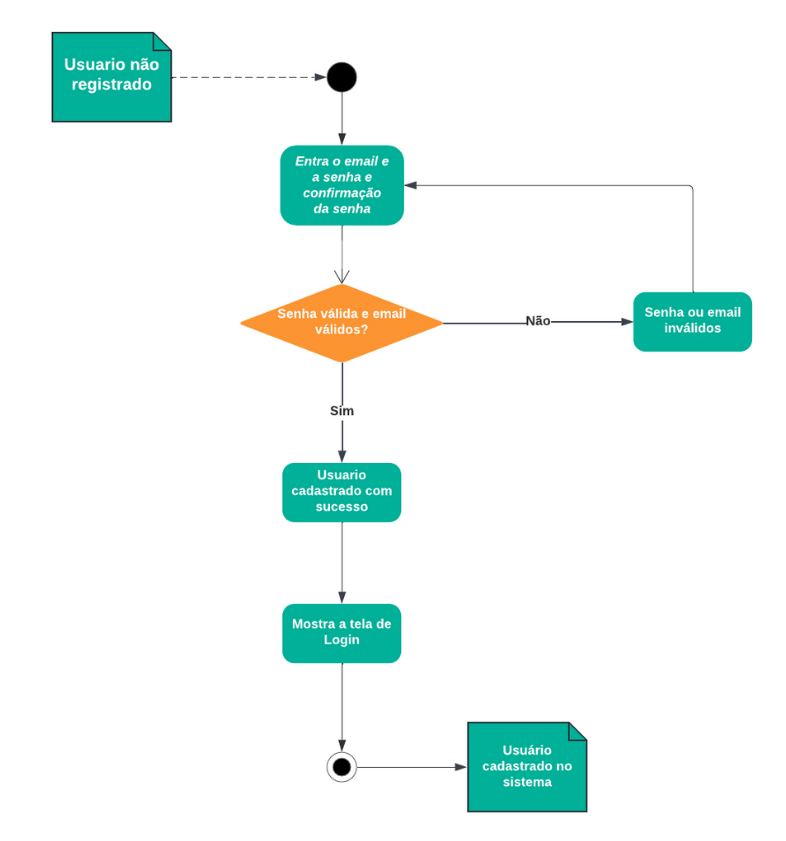 Usuario não
registrado
Entra o email e
a senha e
confirmação
da senha
Senha válida e email
válidos?
Não
Senha ou email
inválidos
Sim
Usuario
cadastrado com
sucesso
Mostra a tela de
Login
Usuário
cadastrado no
sistema